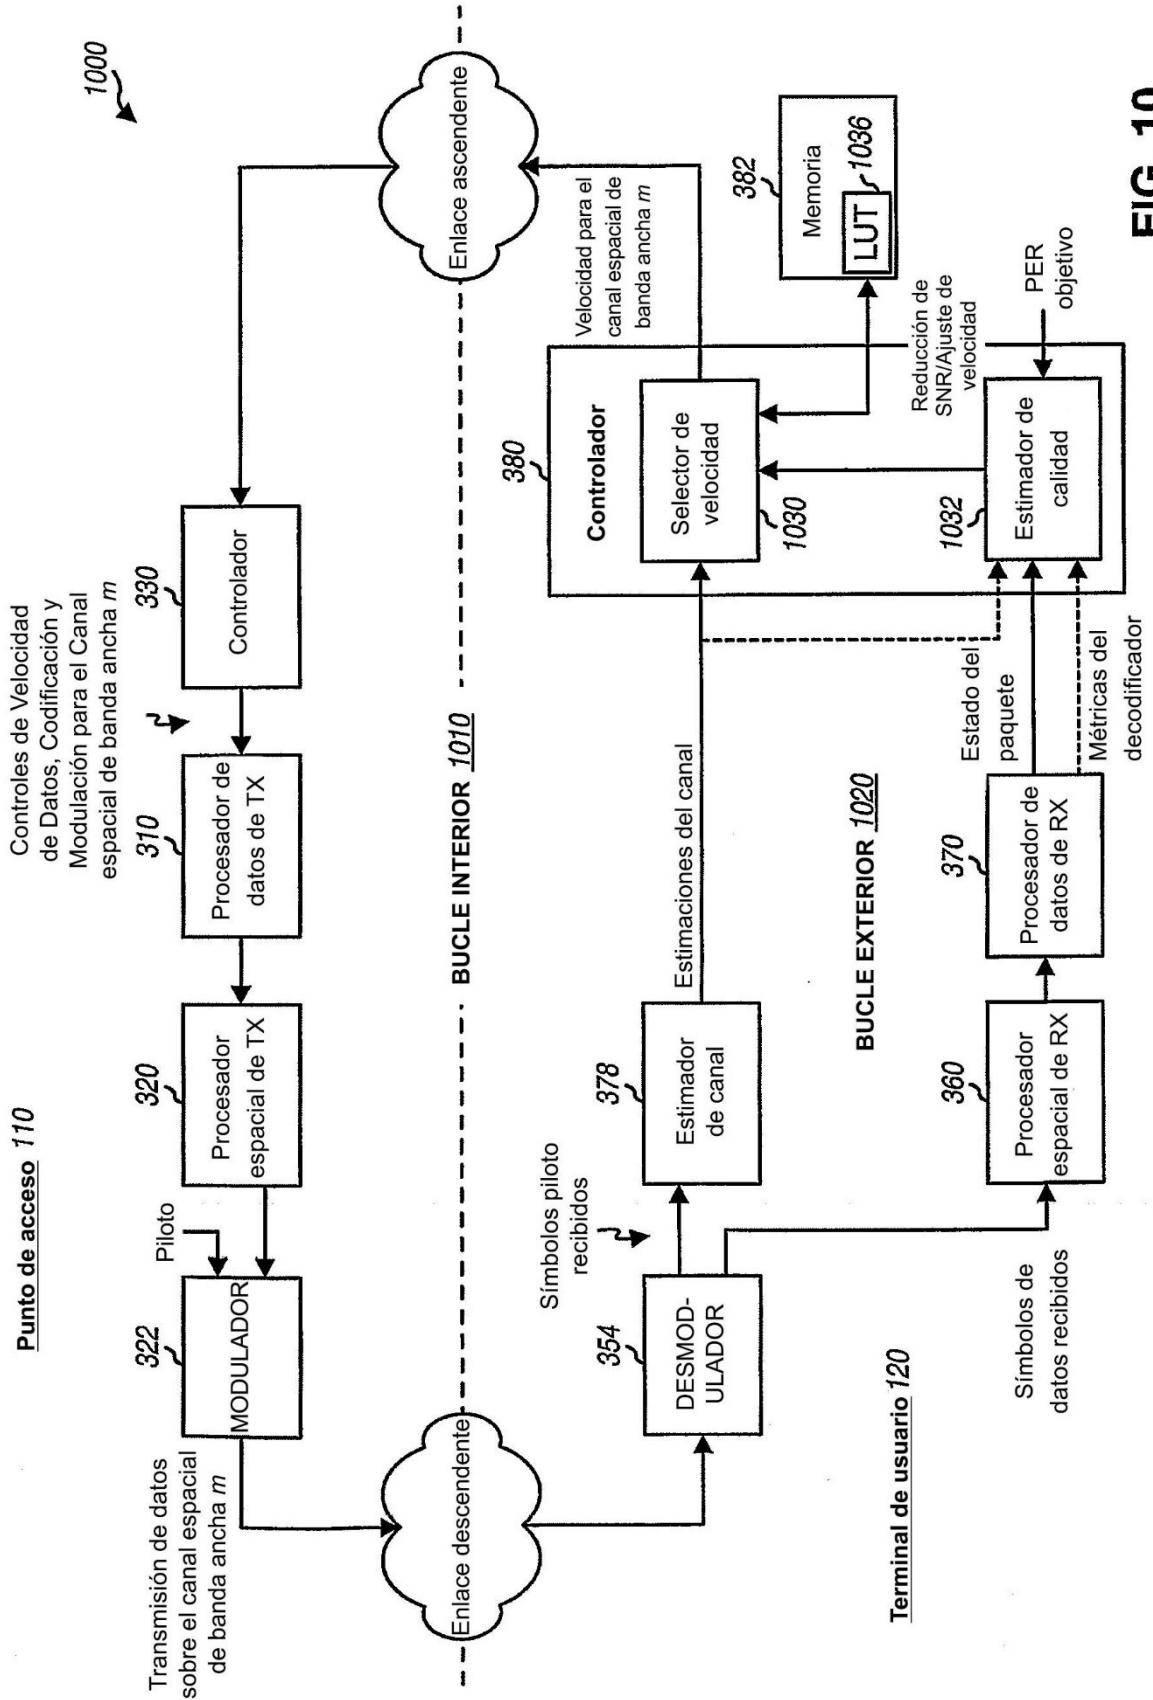 1000
Punto de acceso 110
Controles de Velocidad
de Datos, Codificación y
Modulación para el Canal
espacial de banda ancha m
Transmisión de datos
sobre el canal espacial
de banda ancha m
322
MODULADOR
Piloto
320
Procesador
espacial de TX
310
Procesador de
datos de TX
330
Controlador
Enlace descendente
BUCLE INTERIOR 1010
Enlace ascendente
Velocidad para el
canal espacial de
banda ancha m
354
DESMOD-
ULADOR
Símbolos piloto
recibidos
378
Estimador
de canal
Estimaciones del canal
380
Controlador
Selector de
velocidad
1030
382
Memoria
LUT
1036
Reducción de
SNR/Ajuste de
velocidad
BUCLE EXTERIOR 1020
Terminal de usuario 120
Símbolos de
datos recibidos
360
Procesador
espacial de RX
370
Procesador de
datos de RX
Estado del
paquete
Métricas del
decodificador
1032
Estimador de
calidad
PER
objetivo
FIG. 10